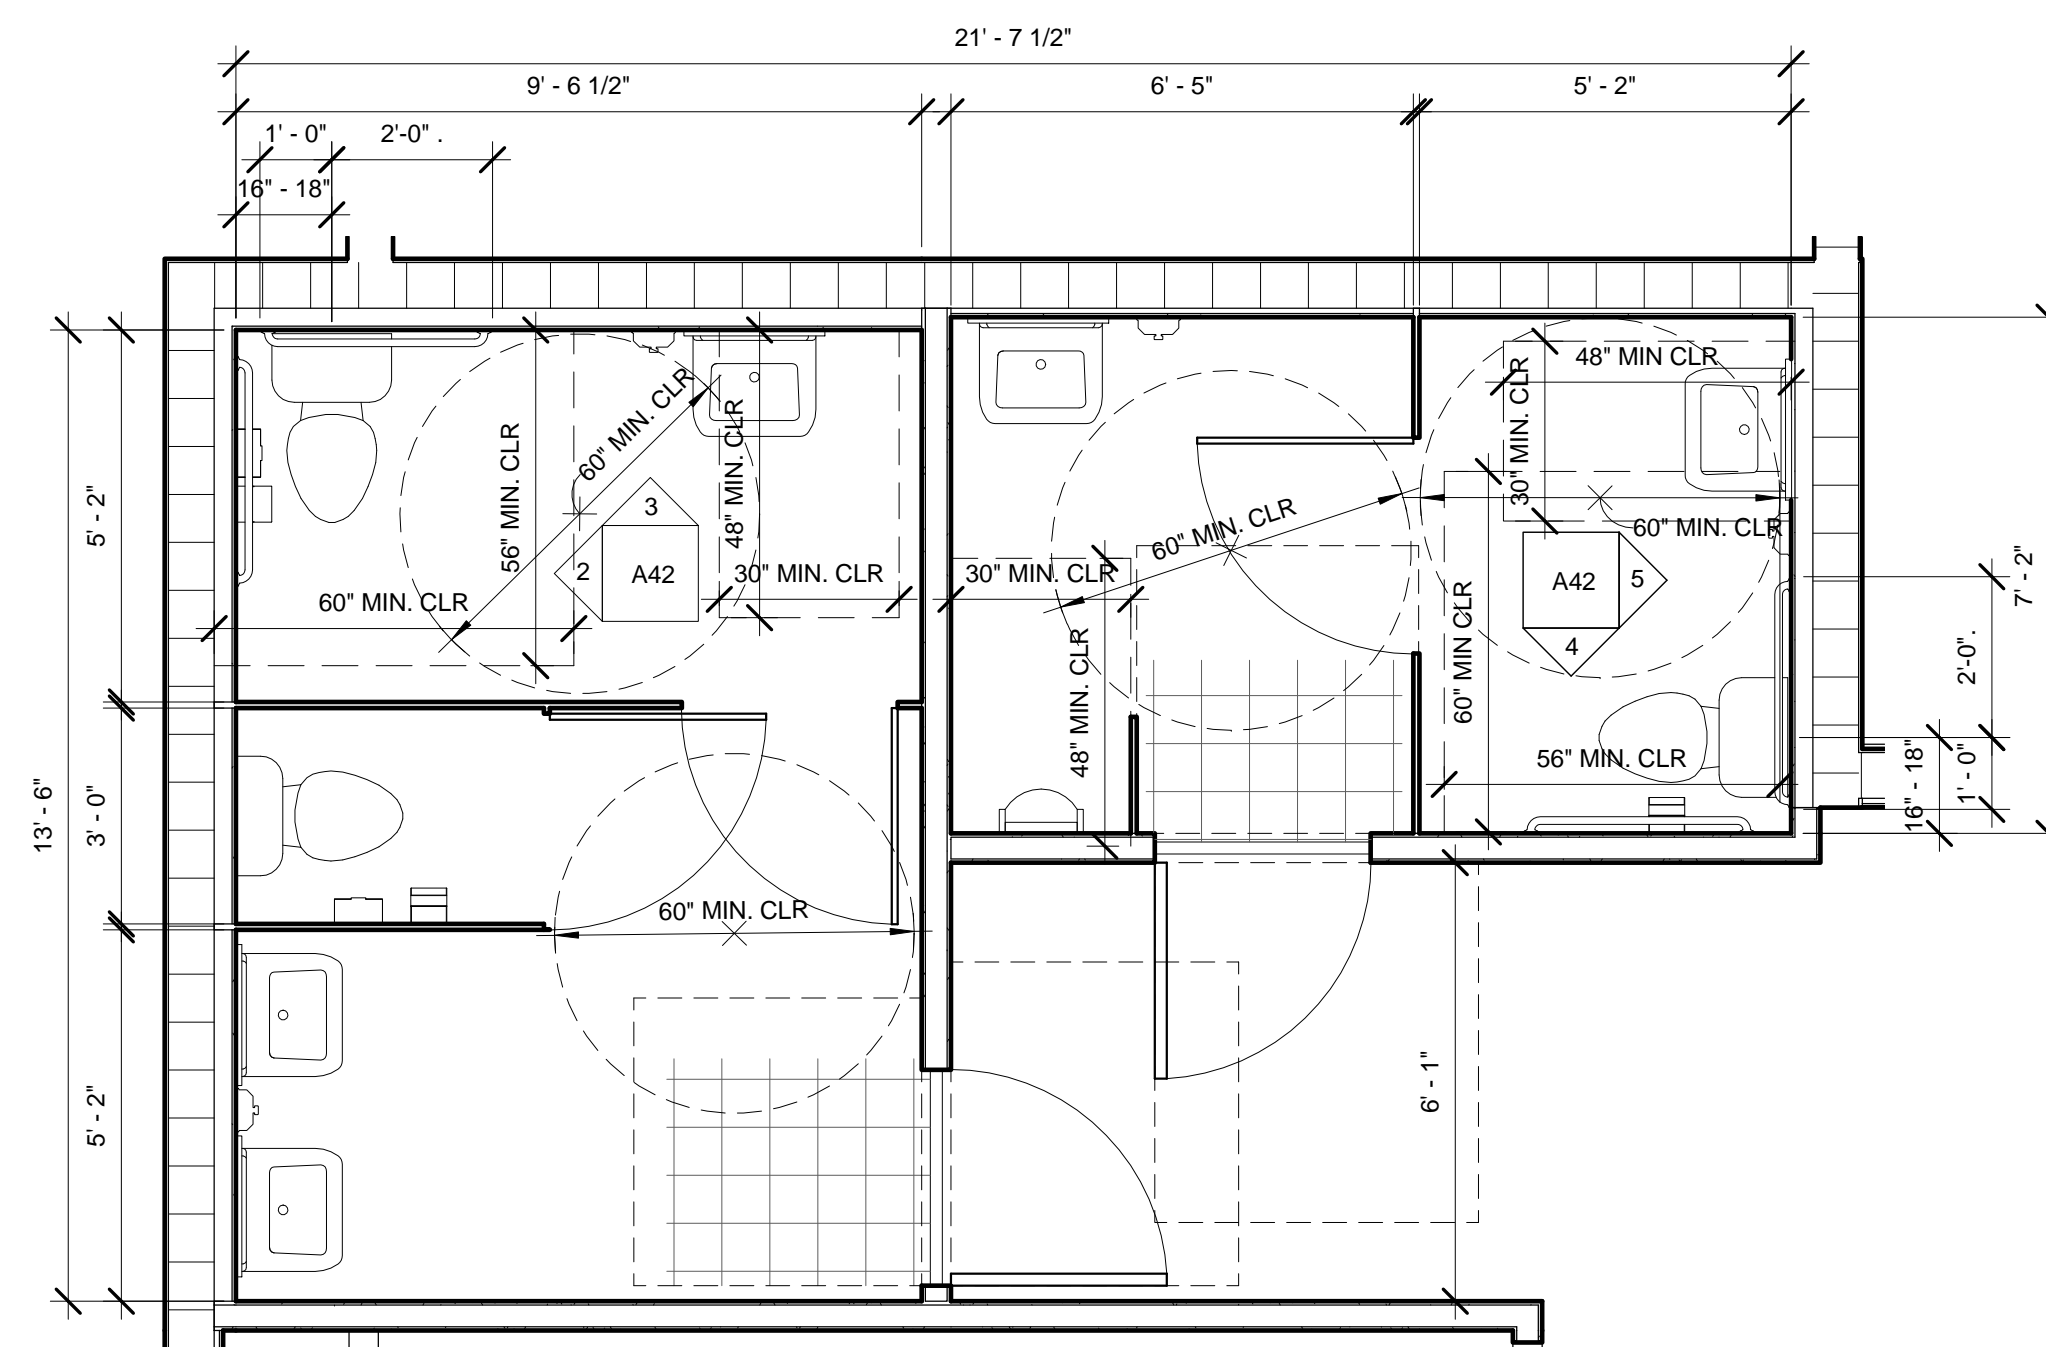 21' - 7 1/2"
9' - 6 1/2"
6' - 5"
5' - 2"
1' - 0"
2'-0" .
16" - 18"
48" MIN CLR
30" MIN. CLR
60" MIN. CLR
56" MIN. CLR
48" MIN. CLR
3
2
A42
30" MIN. CLR
60" MIN. CLR
30" MIN. CLR
60" MIN. CLR
48" MIN. CLR
60" MIN. CLR
A42
5
4
60" MIN CLR
56" MIN. CLR
5' - 2"
3' - 0"
13' - 6"
5' - 2"
60" MIN. CLR
6' - 1"
7' - 2"
2'-0".
16" - 18"
1' - 0"